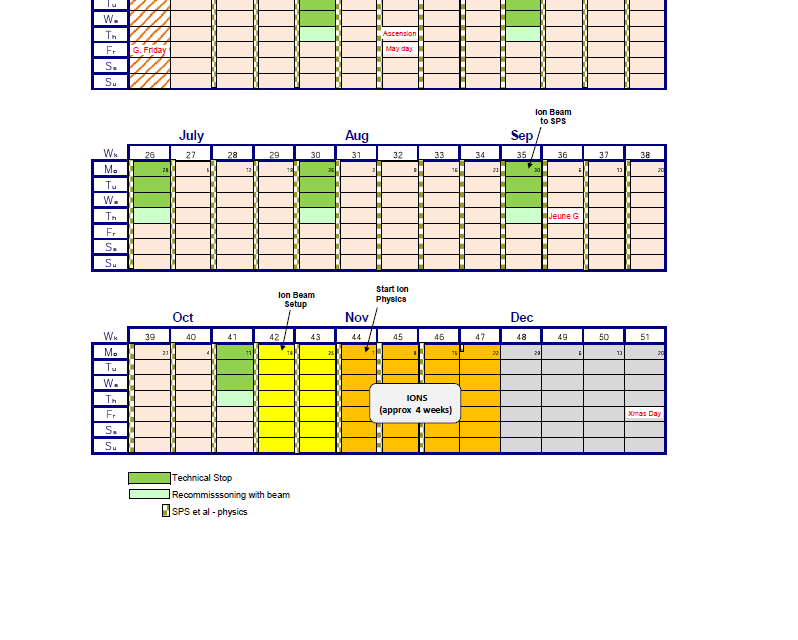 Tu
We
Th Ascension
Fr G. Friday May day
Sa
Su
Ion Beam
to SPS
July Aug Sep
Wk 26 27 28 29 30 31 32 33 34 35 36 37 38
Mo 28 5 12 19 26 2 9 16 23 30 6 13 20
Tu
We
Th Jeune G
Fr
Sa
Su
Ion Beam
Setup
Start Ion
Physics
Oct Nov Dec
Wk 39 40 41 42 43 44 45 46 47 48 49 50 51
Mo 27 4 11 18 25 1 8 15 22 29 6 13 20
Tu
We
Th
Fr Xmas Day
Sa
Su
IONS
(approx 4 weeks)
Technical Stop
Recommisssoning with beam
SPS et al - physics